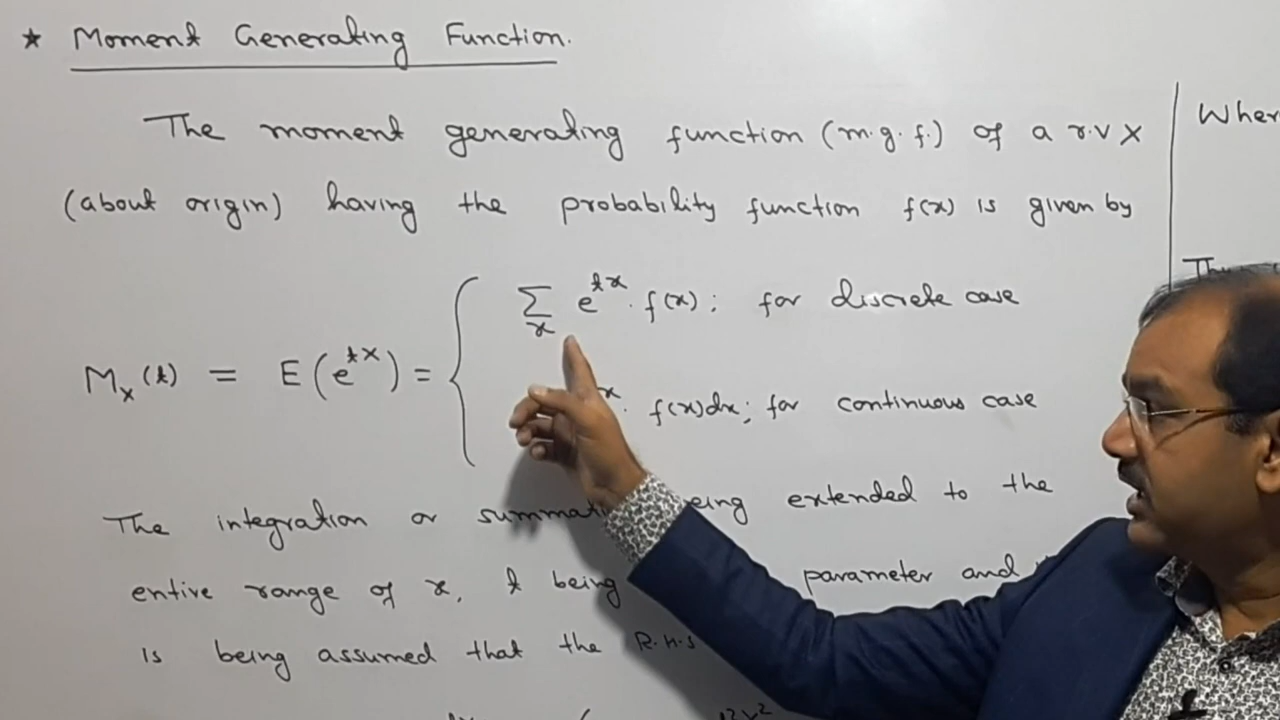 ★ Moment Generating Function.
The moment generating function (m.g.f.) of a r.v X
(about origin) having the probability function f(x) is given by
Σ e^tx . f(x) ; for discrete case
x
M_X(t) = E(e^tX) = {
x. f(x)dx ; for continuous case
The integration or being extended to the
entire range of x, t being parameter and
is being assumed that the R.H.S